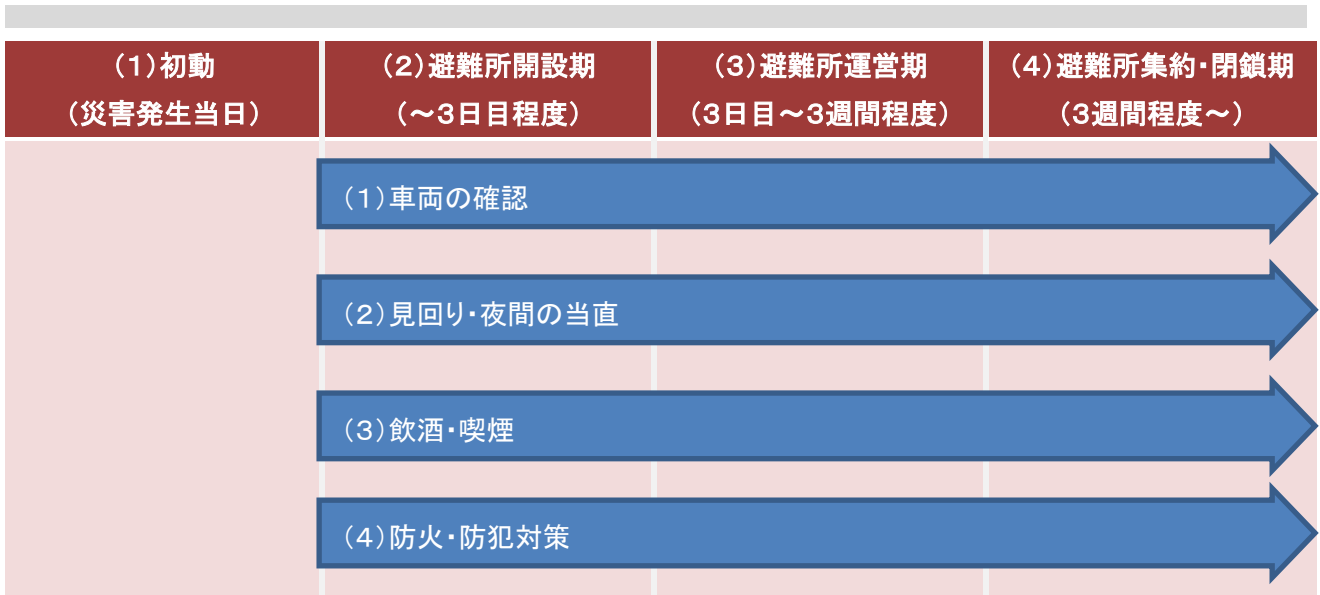 （１）初動
（災害発生当日）
（２）避難所開設期
（～３日目程度）
（３）避難所運営期
（３日目～３週間程度）
（４）避難所集約・閉鎖期
（３週間程度～）
（１）車両の確認
（２）見回り・夜間の当直
（３）飲酒・喫煙
（４）防火・防犯対策